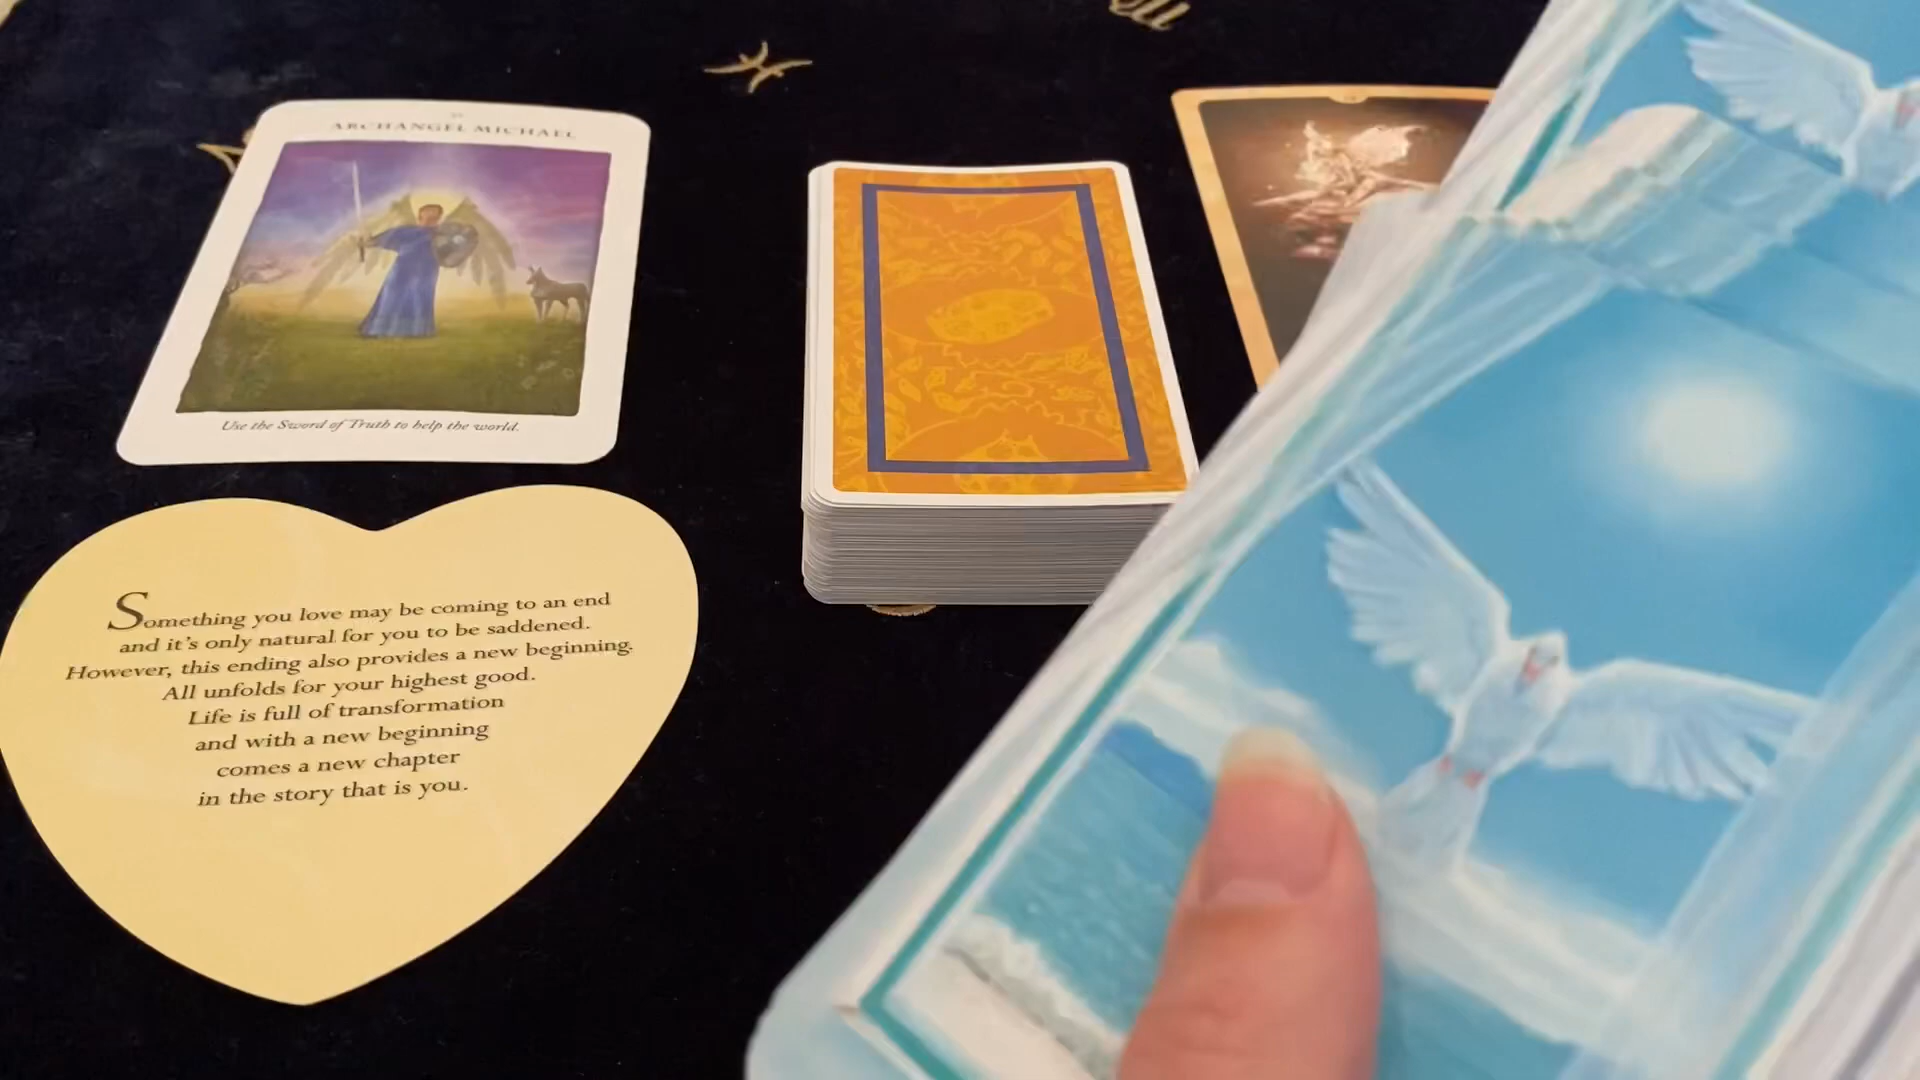 ARCHANGEL MICHAEL
Use the Sword of Truth to help the world.
Something you love may be coming to an end
and it's only natural for you to be saddened.
However, this ending also provides a new beginning.
All unfolds for your highest good.
Life is full of transformation
and with a new beginning
comes a new chapter
in the story that is you.